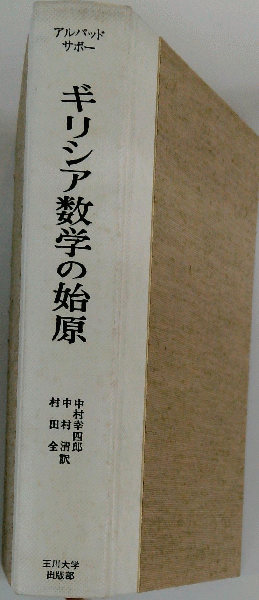 アルパッド
サボー
ギリシア数学の始原
中村幸四郎
中村 清
村田 全 訳
玉川大学
出版部